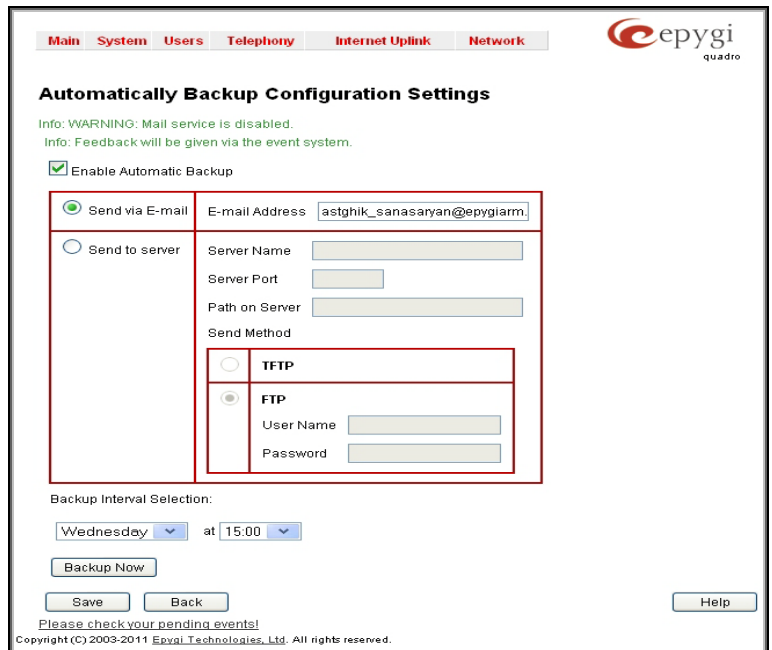 Main System Users Telephony Internet Uplink Network
epygi
quadro
Automatically Backup Configuration Settings
Info: WARNING: Mail service is disabled.
Info: Feedback will be given via the event system.
Enable Automatic Backup
Send via E-mail E-mail Address astghik_sanasaryan@epygiarm.
Send to server Server Name
Server Port
Path on Server
Send Method
TFTP
FTP
User Name
Password
Backup Interval Selection:
Wednesday at 15:00
Backup Now
Save Back Help
Please check your pending events!
Copyright (C) 2003-2011 Epygi Technologies, Ltd. All rights reserved.